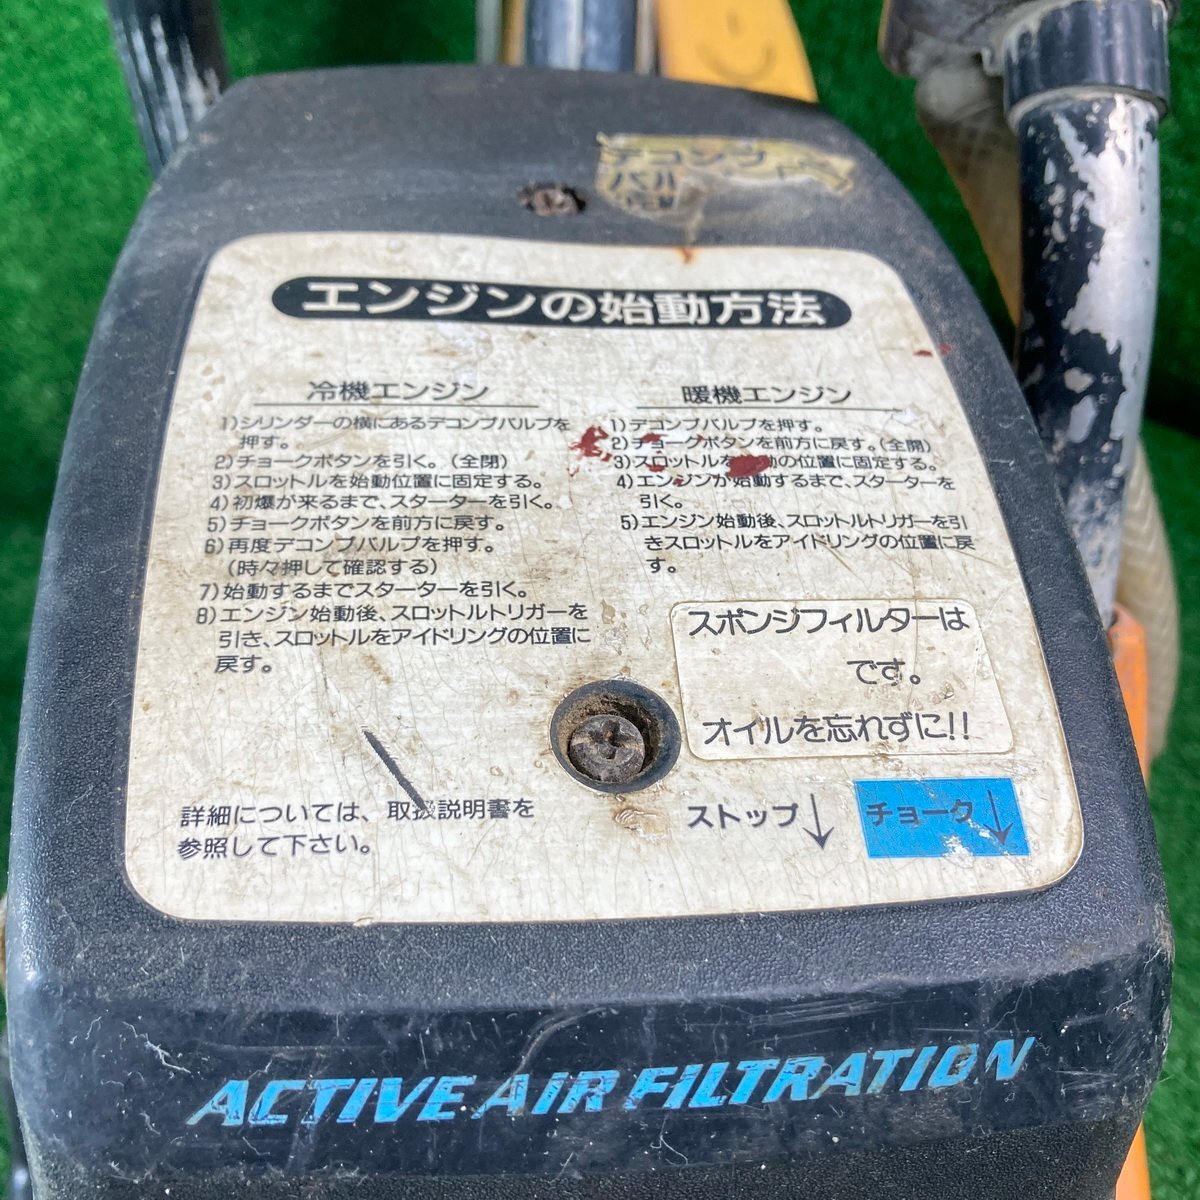 デコンプ
バル
エンジンの始動方法
冷機エンジン
1)シリンダーの横にあるデコンプバルブを
押す。
2)チョークボタンを引く。(全閉)
3)スロットルを始動位置に固定する。
4)初爆が来るまで、スターターを引く。
5)チョークボタンを前方に戻す。
6)再度デコンプバルブを押す。
(時々押して確認する)
7)始動するまでスターターを引く。
8)エンジン始動後、スロットルトリガーを
引き、スロットルをアイドリングの位置に
戻す。
暖機エンジン
1)デコンプバルブを押す。
2)チョークボタンを前方に戻す。(全開)
3)スロットルを始動の位置に固定する。
4)エンジンが始動するまで、スターターを
引く。
5)エンジン始動後、スロットルトリガーを引
きスロットルをアイドリングの位置に戻
す。
スポンジフィルターは
です。
オイルを忘れずに!!
詳細については、取扱説明書を
参照して下さい。
ストップ↓
チョーク↓
ACTIVE AIR FILTRATION